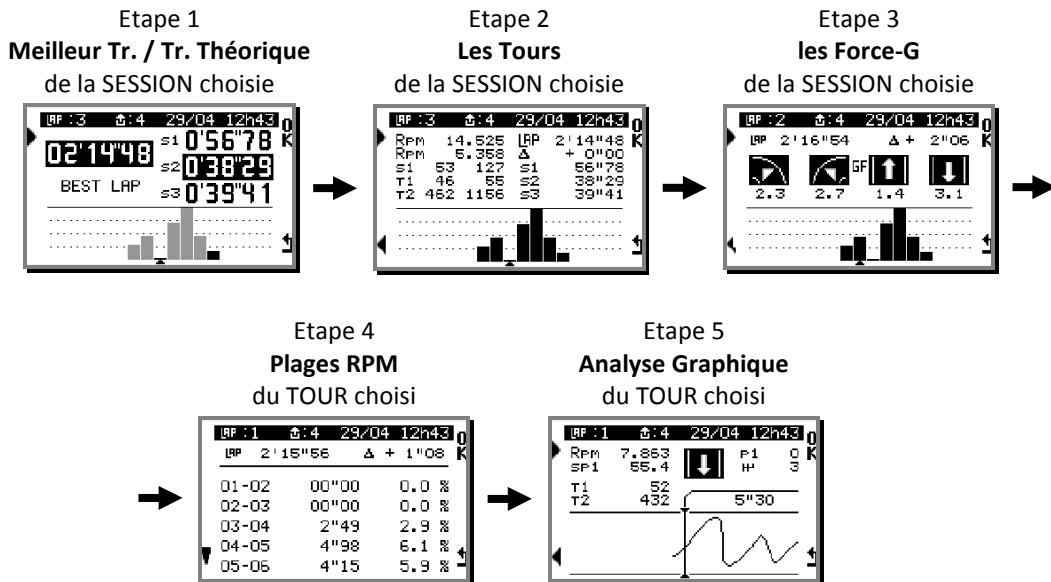 Etape 1
Meilleur Tr. / Tr. Théorique
de la SESSION choisie
LAP :3 :4 29/04 12h43
OK
02'14"48
S1 0'56"78
S2 0'38"29
S3 0'39"41
BEST LAP
Etape 2
Les Tours
de la SESSION choisie
LAP :3 :4 29/04 12h43
OK
RPM 14.525 LAP 2'14"48
RPM 5.358 Δ + 0"00
S1 53 127 S1 56"78
T1 46 55 S2 38"29
T2 462 1156 S3 39"41
Etape 3
les Force-G
de la SESSION choisie
LAP :2 :4 29/04 12h43
OK
LAP 2'16"54 Δ + 2"06
GF
2.3 2.7 1.4 3.1
Etape 4
Plages RPM
du TOUR choisi
LAP :1 :4 29/04 12h43
OK
LAP 2'15"56 Δ + 1"08
01-02 00"00 0.0 %
02-03 00"00 0.0 %
03-04 2"49 2.9 %
04-05 4"98 6.1 %
05-06 4"15 5.9 %
Etape 5
Analyse Graphique
du TOUR choisi
LAP :1 :4 29/04 12h43
OK
RPM 7.863 P1 0
SP1 55.4 3
T1 52
T2 432 5"30